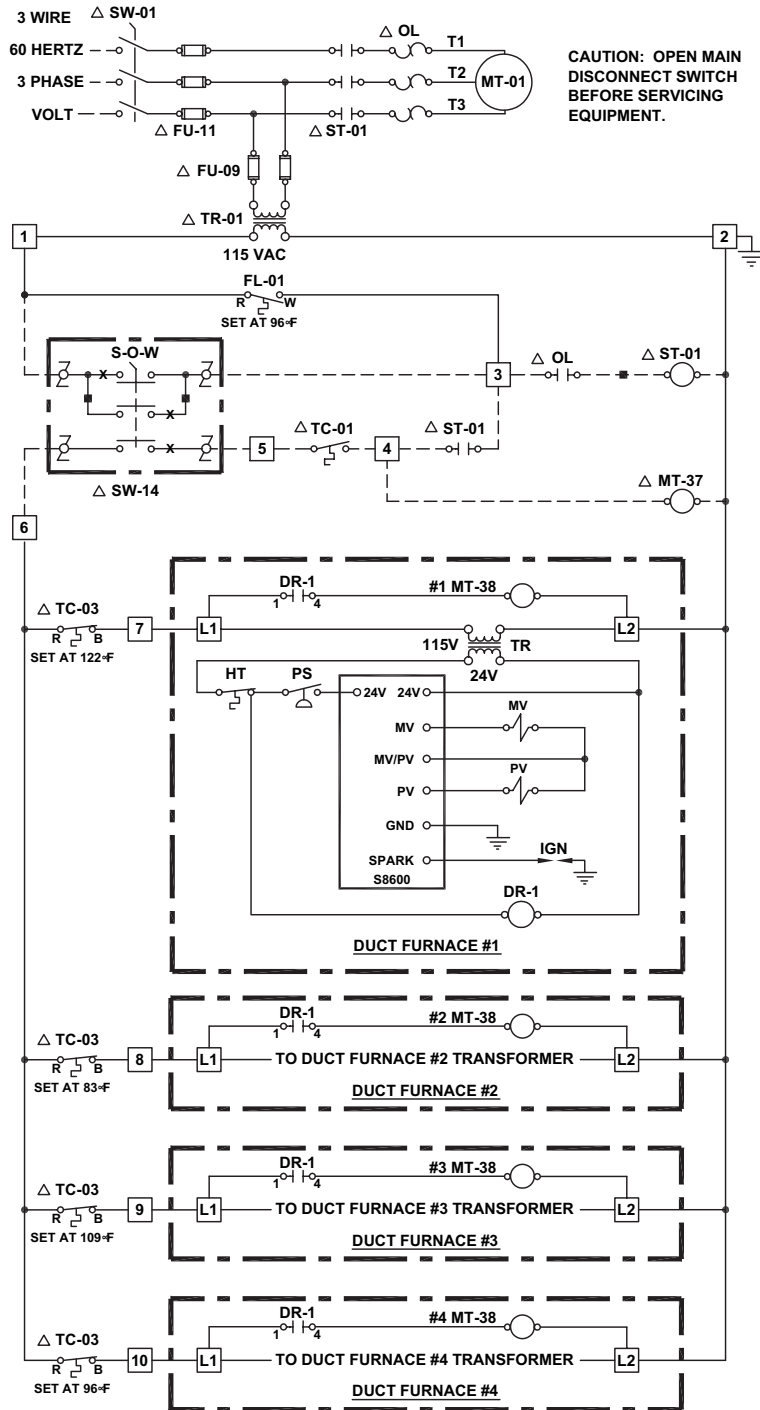 3 WIRE △ SW-01
60 HERTZ
3 PHASE
VOLT
△ OL
T1
T2
T3
MT-01
CAUTION: OPEN MAIN
DISCONNECT SWITCH
BEFORE SERVICING
EQUIPMENT.
△ FU-11
△ ST-01
△ FU-09
△ TR-01
1
2
115 VAC
FL-01
R W
SET AT 96°F
S-O-W
X
X
X
3
△ OL
△ ST-01
5
△ TC-01
4
△ ST-01
△ SW-14
△ MT-37
6
DR-1
1 4
#1 MT-38
△ TC-03
R B
SET AT 122°F
7
L1
L2
115V
TR
24V
HT
PS
24V 24V
MV
MV
MV/PV
PV
PV
GND
SPARK
IGN
S8600
DR-1
DUCT FURNACE #1
DR-1
1 4
#2 MT-38
△ TC-03
R B
SET AT 83°F
8
L1
TO DUCT FURNACE #2 TRANSFORMER
L2
DUCT FURNACE #2
DR-1
1 4
#3 MT-38
△ TC-03
R B
SET AT 109°F
9
L1
TO DUCT FURNACE #3 TRANSFORMER
L2
DUCT FURNACE #3
DR-1
1 4
#4 MT-38
△ TC-03
R B
SET AT 96°F
10
L1
TO DUCT FURNACE #4 TRANSFORMER
L2
DUCT FURNACE #4